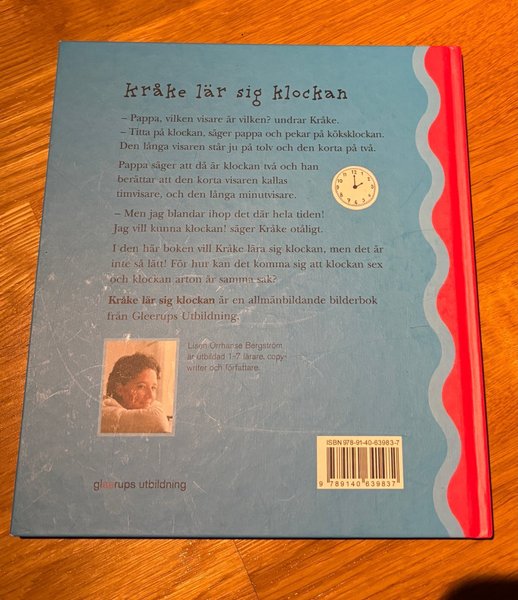 kråke lär sig klockan
– Pappa, vilken visare är vilken? undrar Kråke.
– Titta på klockan, säger pappa och pekar på köksklockan.
Den långa visaren står ju på tolv och den korta på två.
Pappa säger att då är klockan två och han
berättar att den korta visaren kallas
timvisare, och den långa minutvisare.
– Men jag blandar ihop det där hela tiden!
Jag vill kunna klockan! säger Kråke otåligt.
I den här boken vill Kråke lära sig klockan, men det är
inte så lätt! För hur kan det komma sig att klockan sex
och klockan arton är samma sak?
Kråke lär sig klockan är en allmänbildande bilderbok
från Gleerups Utbildning.
Lisen Orrhanse Bergström
är utbildad 1-7 lärare, copy-
writer och författare.
ISBN 978-91-40-63983-7
9 789140 639837
gleerups utbildning